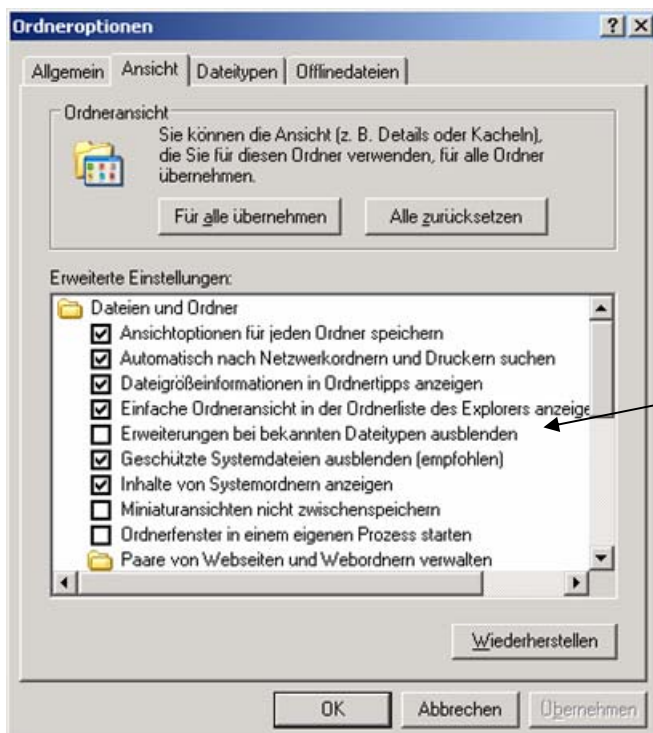 Ordneroptionen
Allgemein Ansicht Dateitypen Offlinedateien
Ordneransicht
Sie können die Ansicht (z. B. Details oder Kacheln),
die Sie für diesen Ordner verwenden, für alle Ordner
übernehmen.
Für alle übernehmen Alle zurücksetzen
Erweiterte Einstellungen:
Dateien und Ordner
Ansichtoptionen für jeden Ordner speichern
Automatisch nach Netzwerkordnern und Druckern suchen
Dateigrößeinformationen in Ordnertipps anzeigen
Einfache Ordneransicht in der Ordnerliste des Explorers anzeige
Erweiterungen bei bekannten Dateitypen ausblenden
Geschützte Systemdateien ausblenden (empfohlen)
Inhalte von Systemordnern anzeigen
Miniaturansichten nicht zwischenspeichern
Ordnerfenster in einem eigenen Prozess starten
Paare von Webseiten und Webordnern verwalten
Wiederherstellen
OK Abbrechen Übernehmen